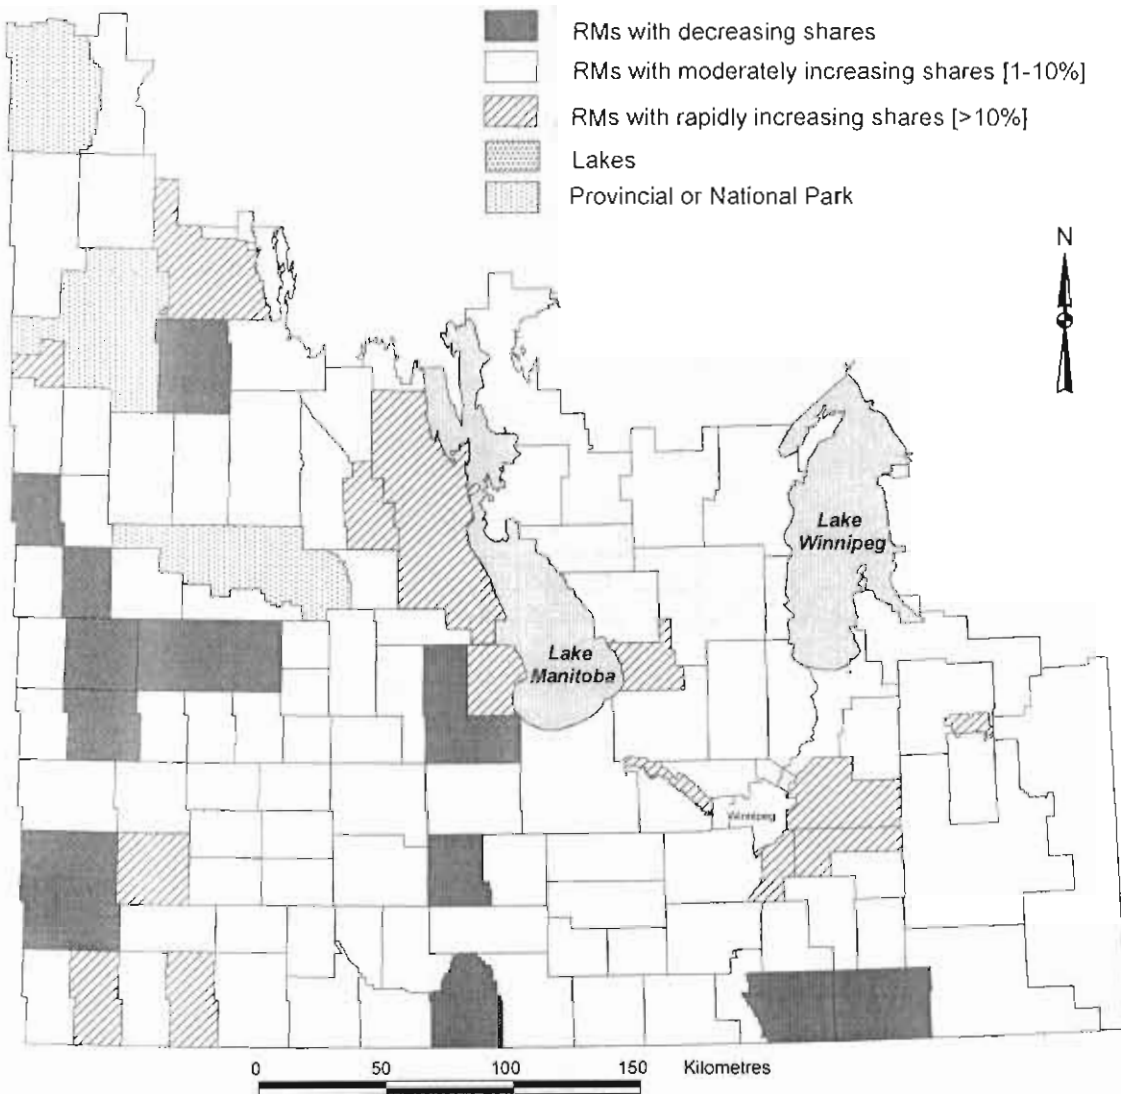 RMs with decreasing shares
RMs with moderately increasing shares [1-10%]
RMs with rapidly increasing shares [>10%]
Lakes
Provincial or National Park
N
Lake
Winnipeg
Lake
Manitoba
Winnipeg
0 50 100 150 Kilometres